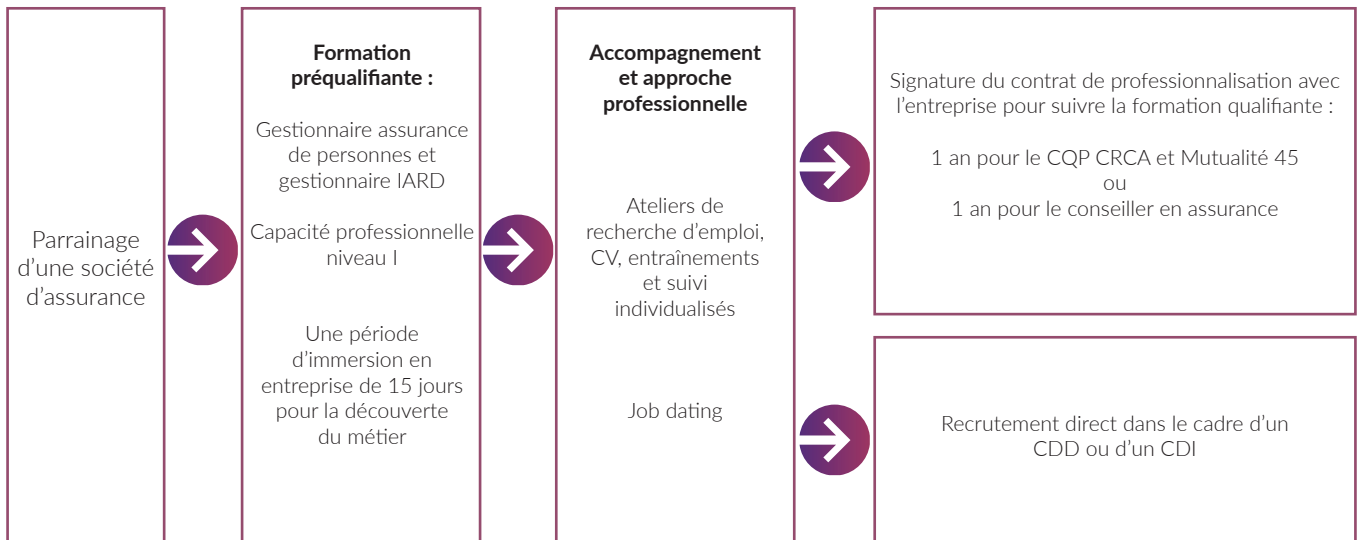 Parrainage
d'une société
d'assurance
Formation
préqualifiante :
Gestionnaire assurance
de personnes et
gestionnaire IARD
Capacité professionnelle
niveau I
Une période
d'immersion en
entreprise de 15 jours
pour la découverte
du métier
Accompagnement
et approche
professionnelle
Ateliers de
recherche d'emploi,
CV, entraînements
et suivi
individualisés
Job dating
Signature du contrat de professionnalisation avec
l'entreprise pour suivre la formation qualifiante :
1 an pour le CQP CRCA et Mutualité 45
ou
1 an pour le conseiller en assurance
Recrutement direct dans le cadre d'un
CDD ou d'un CDI